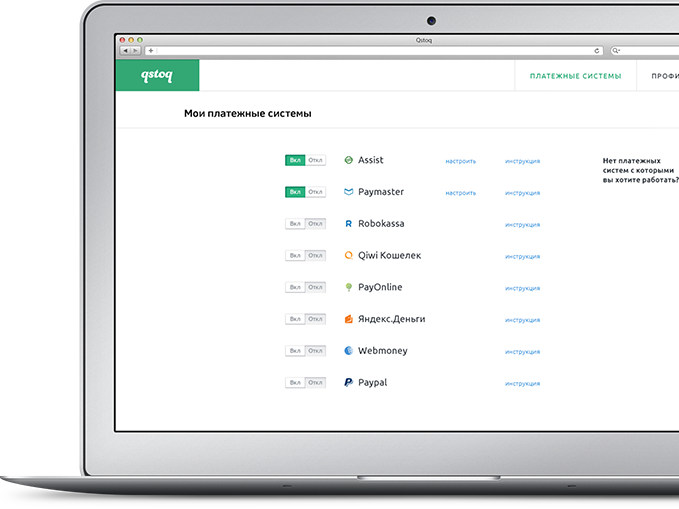 Qstoq
qstoq
ПЛАТЕЖНЫЕ СИСТЕМЫ
ПРОФИ
Мои платежные системы
Вкл Откл Assist настроить инструкция
Вкл Откл Paymaster настроить инструкция
Вкл Откл Robokassa инструкция
Вкл Откл Qiwi Кошелек инструкция
Вкл Откл PayOnline инструкция
Вкл Откл Яндекс.Деньги инструкция
Вкл Откл Webmoney инструкция
Вкл Откл Paypal инструкция
Нет платежных
систем с которыми
вы хотите работать?